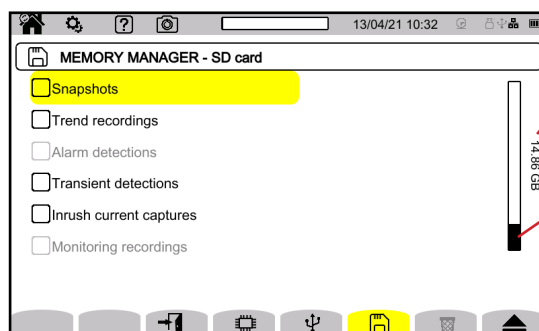 ?
13/04/21 10:32
MEMORY MANAGER - SD card
Snapshots
Trend recordings
Alarm detections
Transient detections
Inrush current captures
Monitoring recordings
14.86 GB